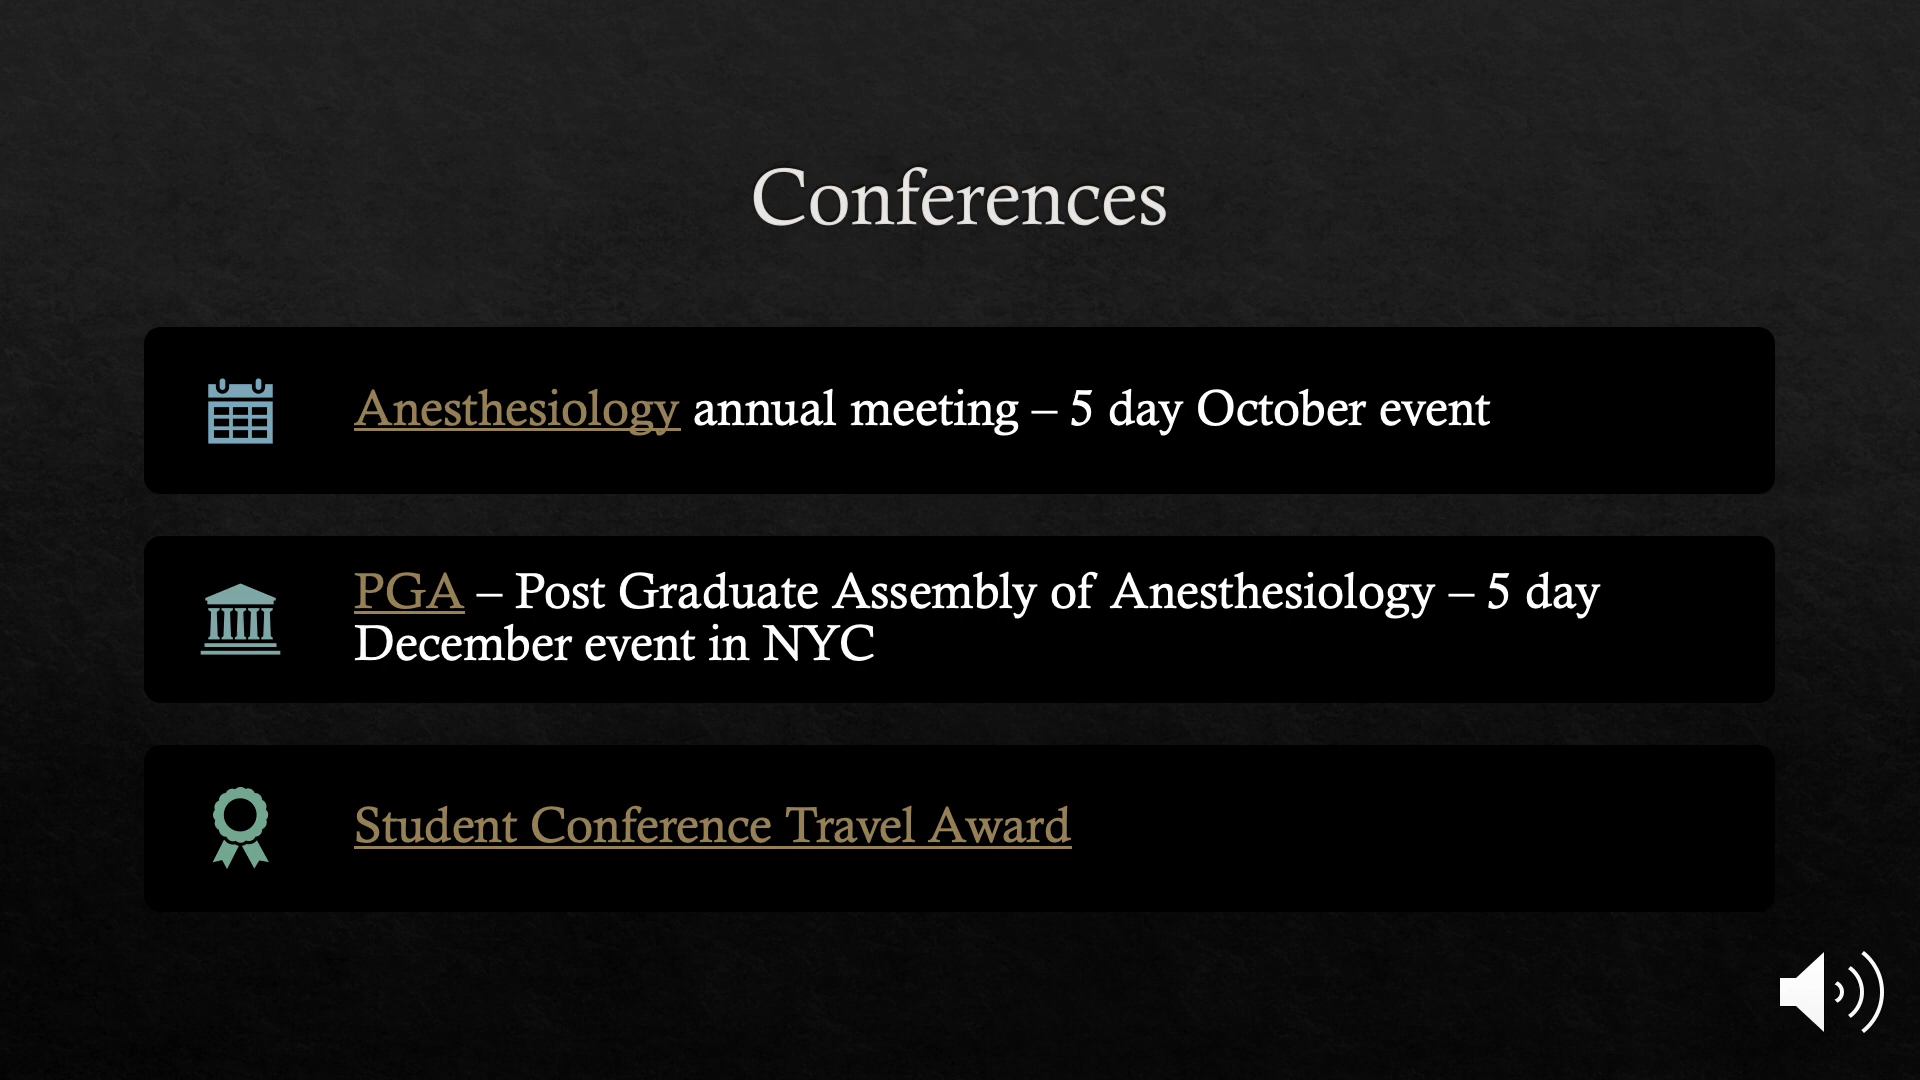 Conferences
Anesthesiology annual meeting – 5 day October event
PGA – Post Graduate Assembly of Anesthesiology – 5 day
December event in NYC
Student Conference Travel Award